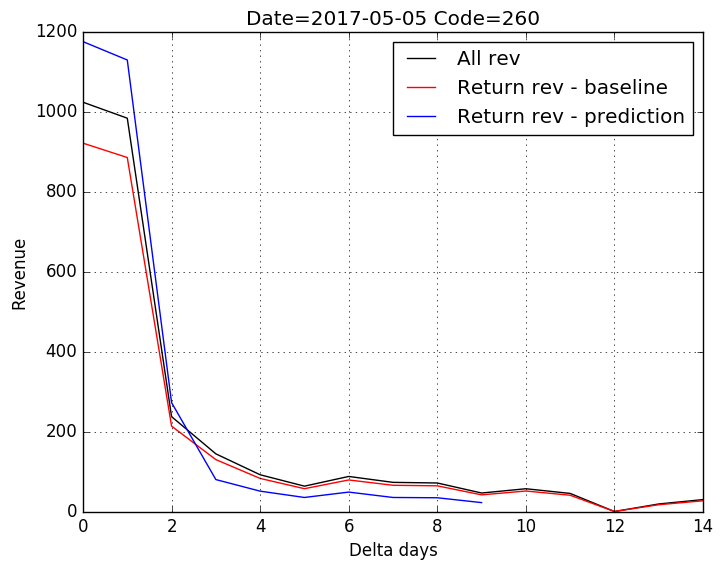 Date=2017-05-05 Code=260
1200
1000
800
600
400
200
0
Revenue
All rev
Return rev - baseline
Return rev - prediction
0 2 4 6 8 10 12 14
Delta days